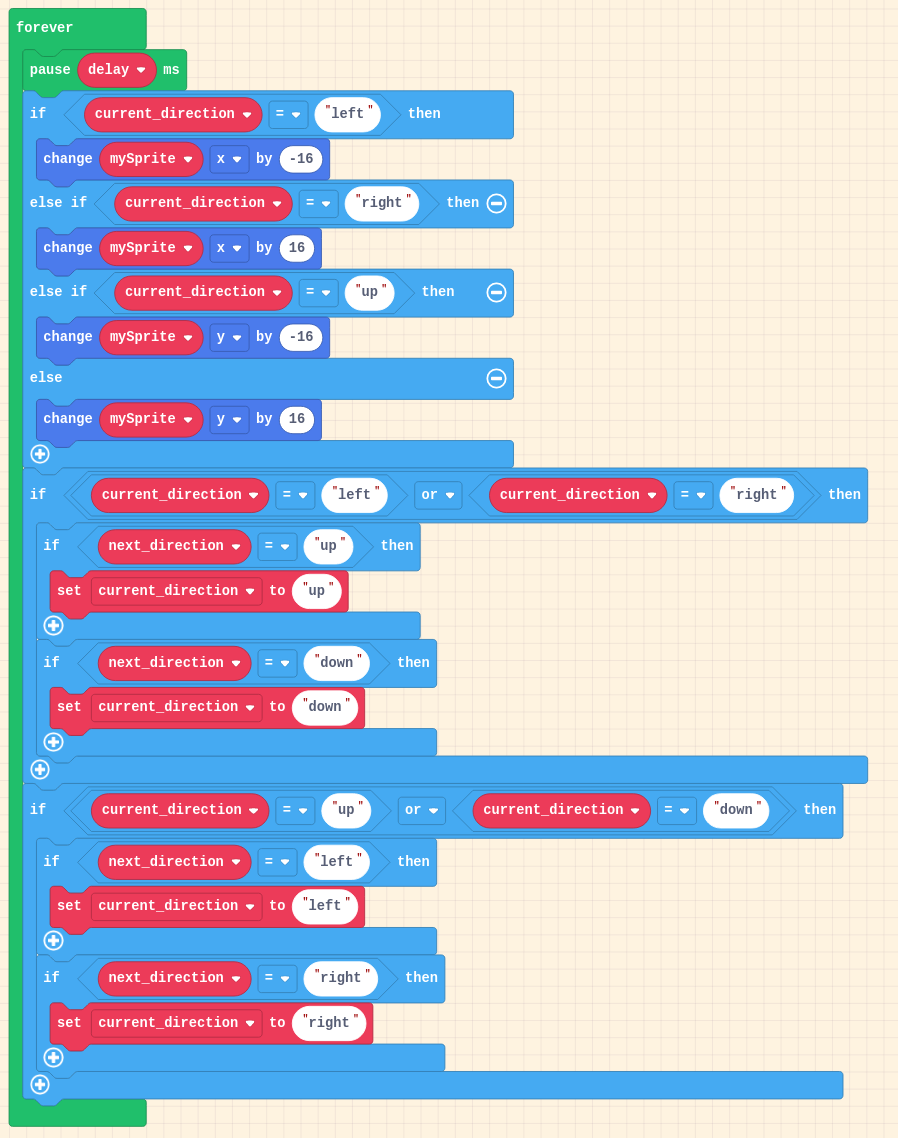 forever
pause delay ms
if current_direction = "left" then
change mySprite x by -16
else if current_direction = "right" then
change mySprite x by 16
else if current_direction = "up" then
change mySprite y by -16
else
change mySprite y by 16
if current_direction = "left" or current_direction = "right" then
if next_direction = "up" then
set current_direction to "up"
if next_direction = "down" then
set current_direction to "down"
if current_direction = "up" or current_direction = "down" then
if next_direction = "left" then
set current_direction to "left"
if next_direction = "right" then
set current_direction to "right"